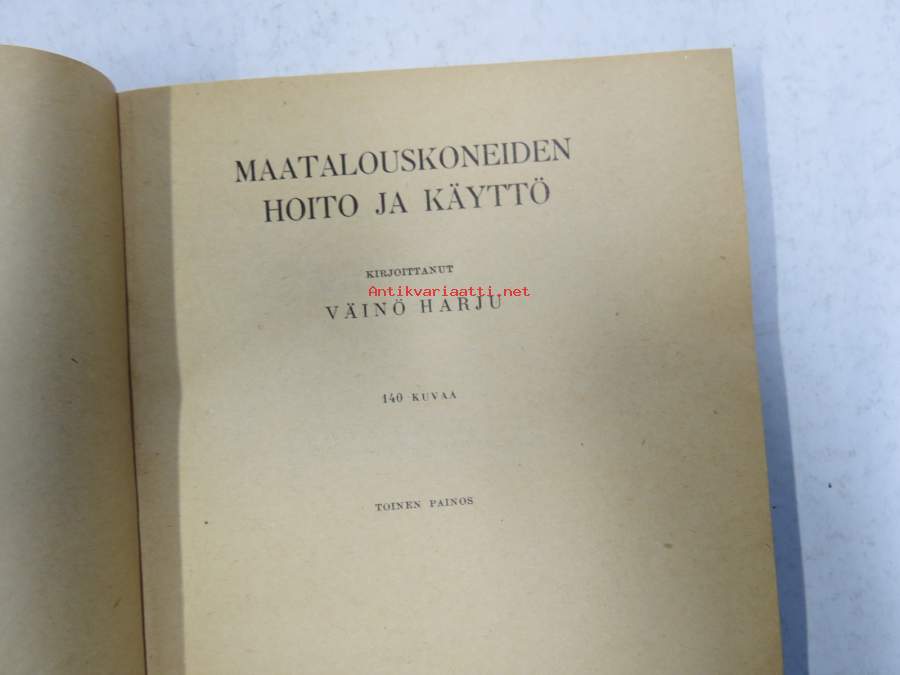 MAATALOUSKONEIDEN
HOITO JA KÄYTTÖ
KIRJOITTANUT
Antikvariaatti.net
VÄINÖ HARJU
140 KUVAA
TOINEN PAINOS